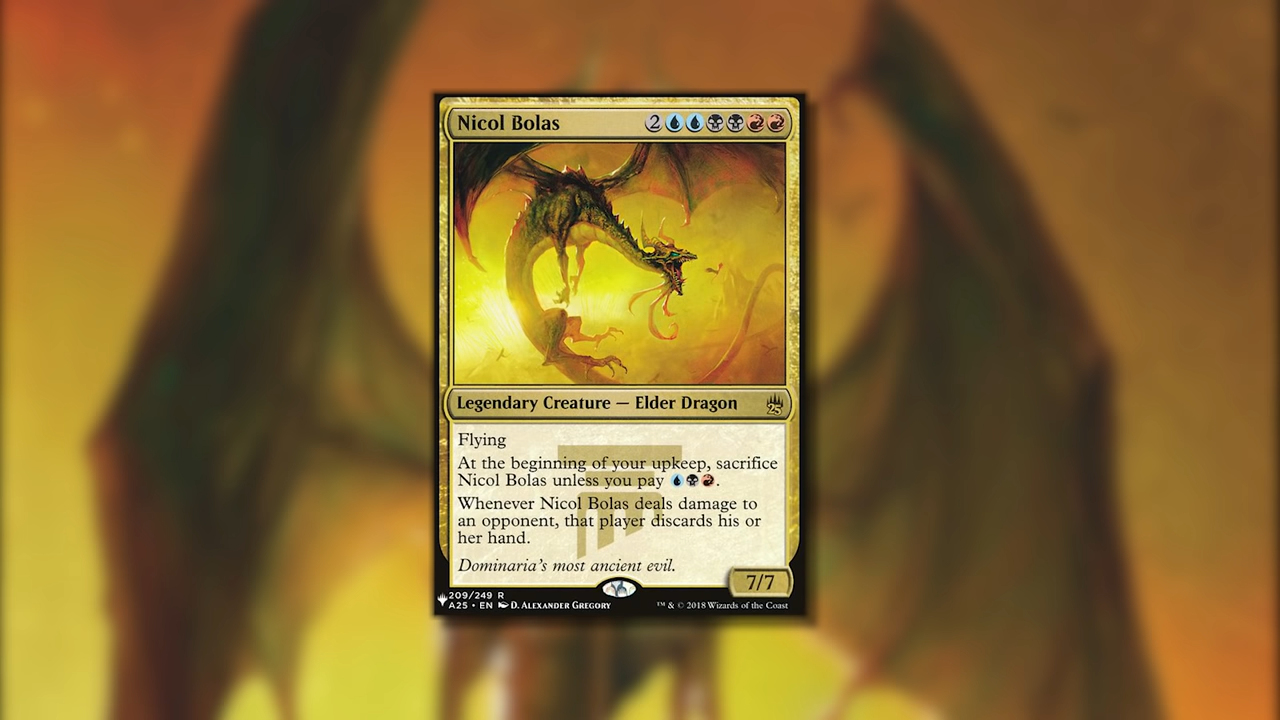 Nicol Bolas 2
Legendary Creature — Elder Dragon 25
Flying
At the beginning of your upkeep, sacrifice
Nicol Bolas unless you pay .
Whenever Nicol Bolas deals damage to
an opponent, that player discards his or
her hand.
Dominaria's most ancient evil.
7/7
209/249 R
A25 • EN D. Alexander Gregory ™ & © 2018 Wizards of the Coast